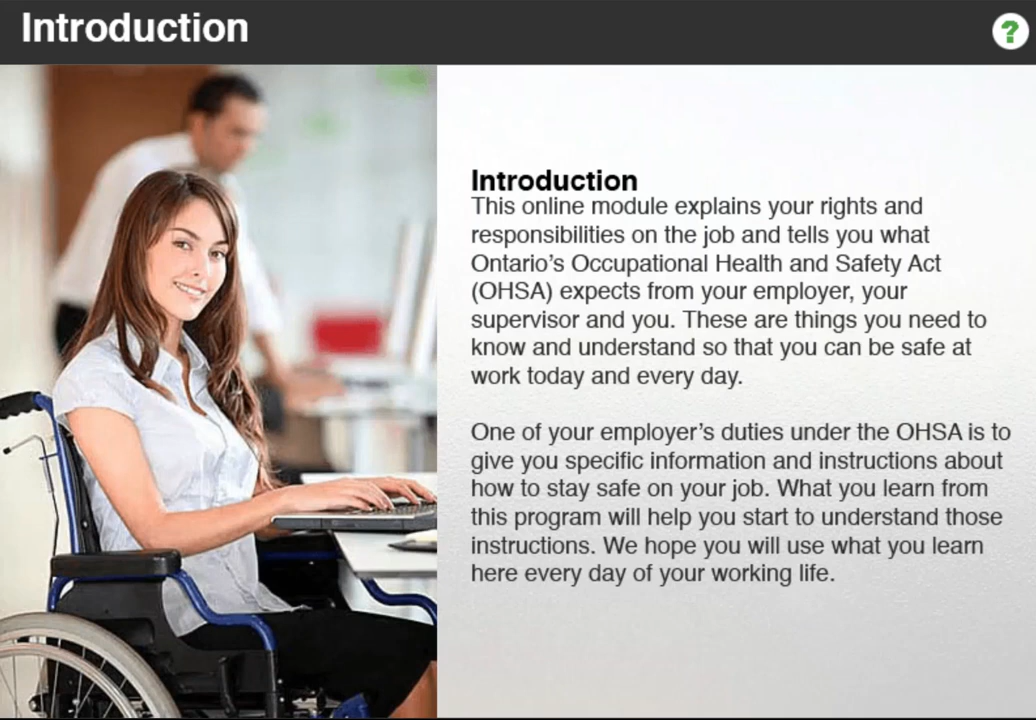 Introduction
?
Introduction
This online module explains your rights and
responsibilities on the job and tells you what
Ontario’s Occupational Health and Safety Act
(OHSA) expects from your employer, your
supervisor and you. These are things you need to
know and understand so that you can be safe at
work today and every day.
One of your employer’s duties under the OHSA is to
give you specific information and instructions about
how to stay safe on your job. What you learn from
this program will help you start to understand those
instructions. We hope you will use what you learn
here every day of your working life.